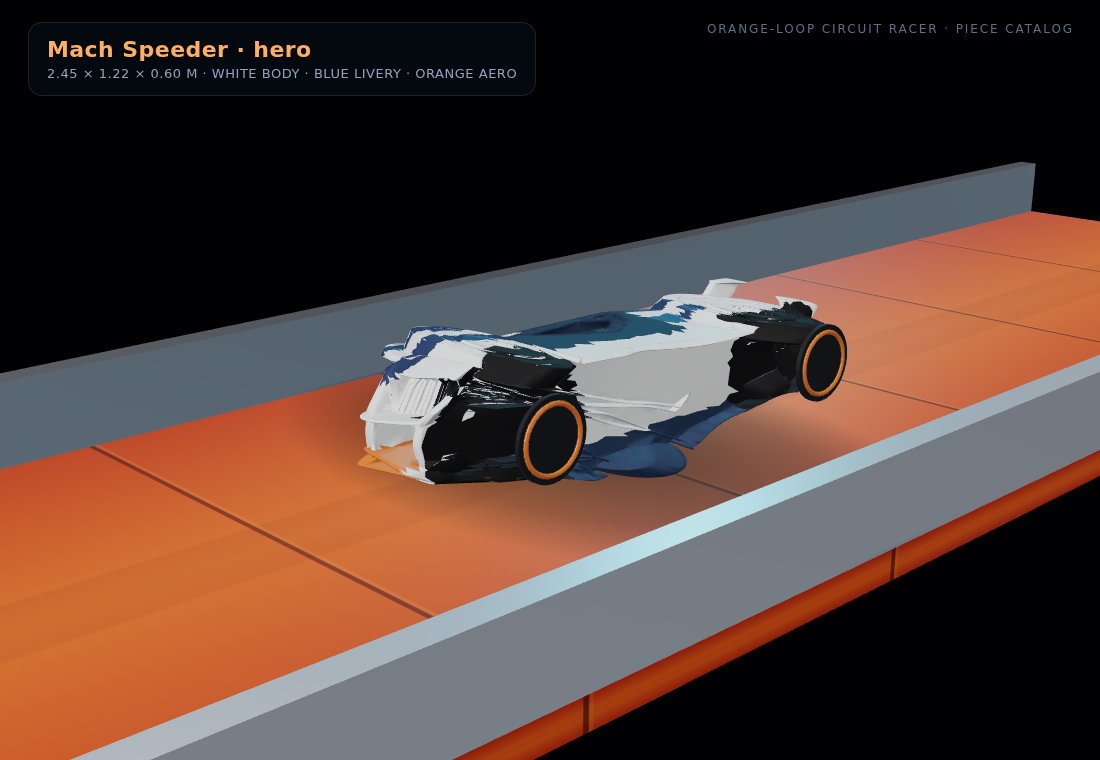 Mach Speeder · hero
2.45 × 1.22 × 0.60 M · WHITE BODY · BLUE LIVERY · ORANGE AERO
ORANGE-LOOP CIRCUIT RACER · PIECE CATALOG